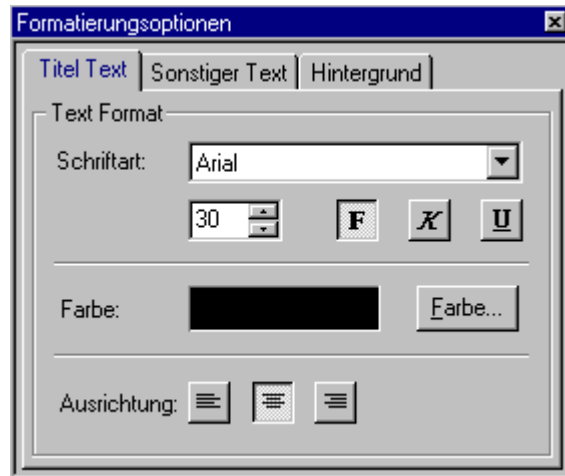 Formatierungsoptionen
Titel Text Sonstiger Text Hintergrund
Text Format
Schriftart: Arial
30 F K U
Farbe: Farbe...
Ausrichtung: